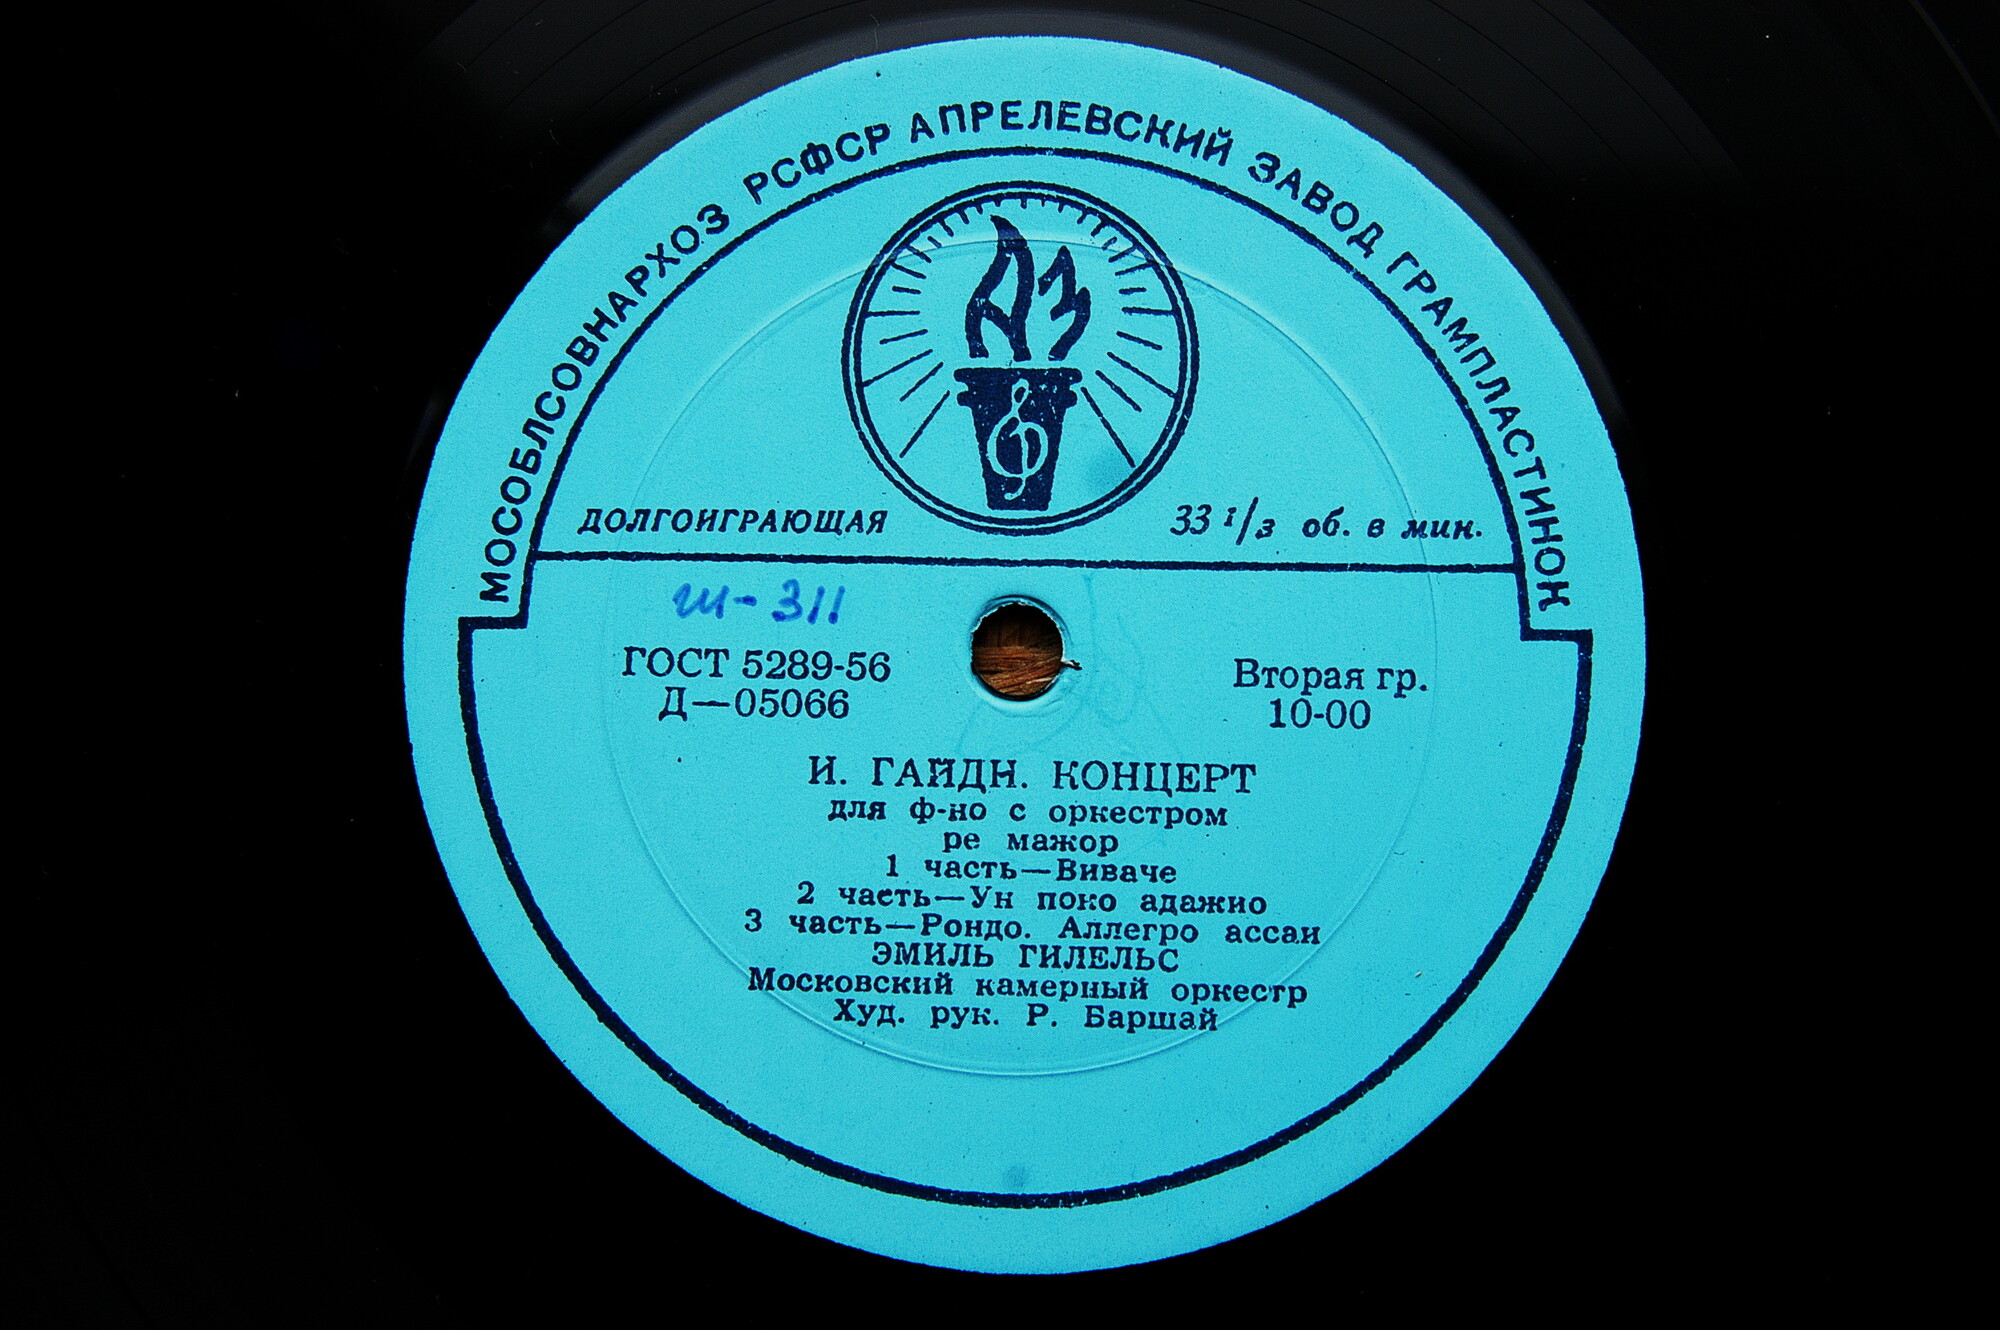 МОСОБЛСОВНАРХОЗ РСФСР АПРЕЛЕВСКИЙ ЗАВОД ГРАМПЛАСТИНОК
АЗ
ДОЛГОИГРАЮЩАЯ
33 1/3 об. в мин.
ш-311
ГОСТ 5289-56
Д—05066
Вторая гр.
10-00
И. ГАЙДН. КОНЦЕРТ
для ф-но с оркестром
ре мажор
1 часть—Виваче
2 часть—Ун поко адажио
3 часть—Рондо. Аллегро ассаи
ЭМИЛЬ ГИЛЕЛЬС
Московский камерный оркестр
Худ. рук. Р. Баршай